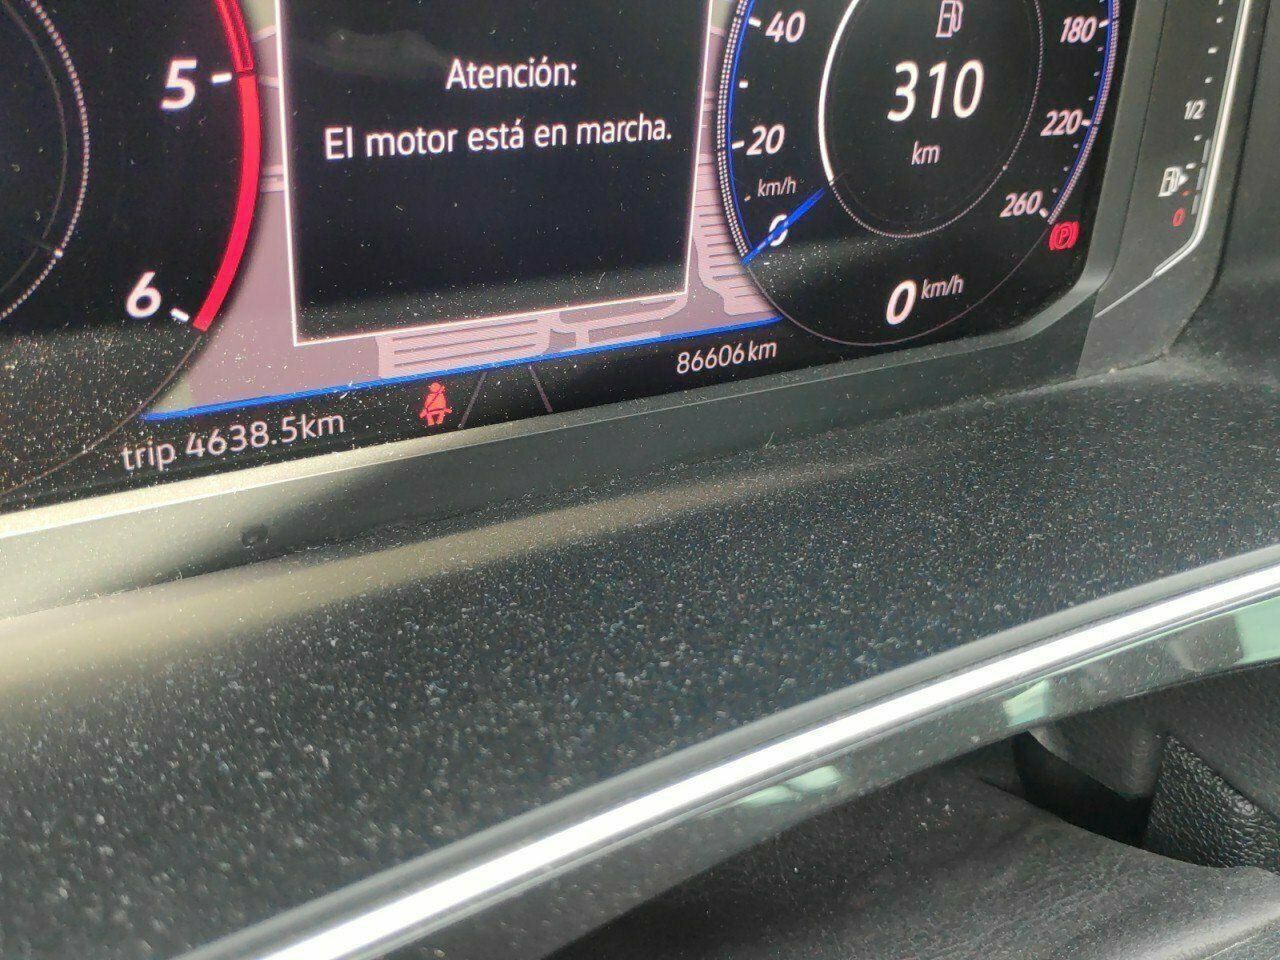 5
6
Atención:
El motor está en marcha.
40
20
km/h
0
310
km
180
220
260
P
0 km/h
1/2
0
86606 km
trip 4638.5km